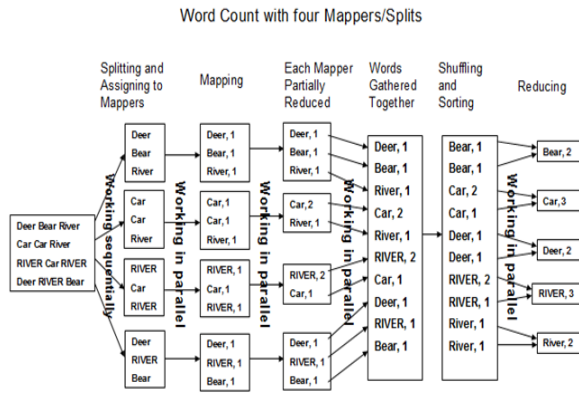 Word Count with four Mappers/Splits
Splitting and
Assigning to
Mappers
Mapping
Each Mapper
Partially
Reduced
Words
Gathered
Together
Shuffling
and
Sorting
Reducing
Deer Bear River
Car Car River
RIVER Car RIVER
Deer RIVER Bear
Working sequentially
Deer
Bear
River
Car
Car
River
RIVER
Car
RIVER
Deer
RIVER
Bear
Working in parallel
Deer, 1
Bear, 1
River, 1
Car, 1
Car, 1
River, 1
RIVER, 1
Car, 1
RIVER, 1
Deer, 1
RIVER, 1
Bear, 1
Working in parallel
Deer, 1
Bear, 1
River, 1
Car, 2
River, 1
RIVER, 2
Car, 1
Deer, 1
RIVER, 1
Bear, 1
Working in parallel
Deer, 1
Bear, 1
River, 1
Car, 2
River, 1
RIVER, 2
Car, 1
Deer, 1
RIVER, 1
Bear, 1
Bear, 1
Bear, 1
Car, 2
Car, 1
Deer, 1
Deer, 1
RIVER, 2
RIVER, 1
River, 1
River, 1
Working in parallel
Bear, 2
Car, 3
Deer, 2
RIVER, 3
River, 2